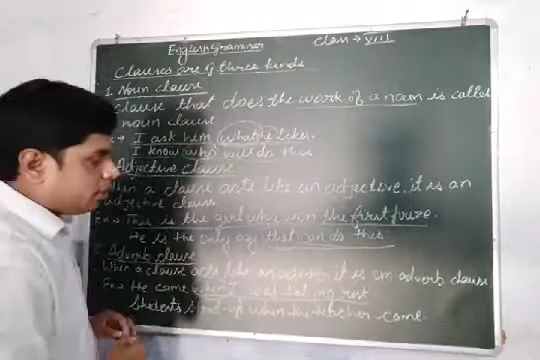 English Grammar Class → VIII
Clauses are of three kinds
1. Noun clause
Clause that does the work of a noun is called
noun clause
→ I ask him what he likes.
I know who will do this
Adjective clause
When a clause acts like an adjective, it is an
adjective clause
Ex → This is the girl who won the first prize.
He is the only that can do this
Adverb clause
When a clause acts like an adverb, it is an adverb clause
Ex → He came when I was taking rest
Students stood up when the teacher came.